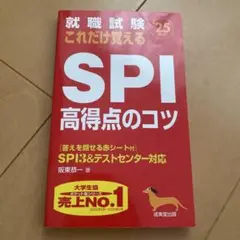 就職試験
これだけ覚える
'25
SPI
高得点のコツ
[答えを隠せる赤シート付]
SPI3&テストセンター対応
阪東恭一 著
大学生協
売上NO.1
成美堂出版